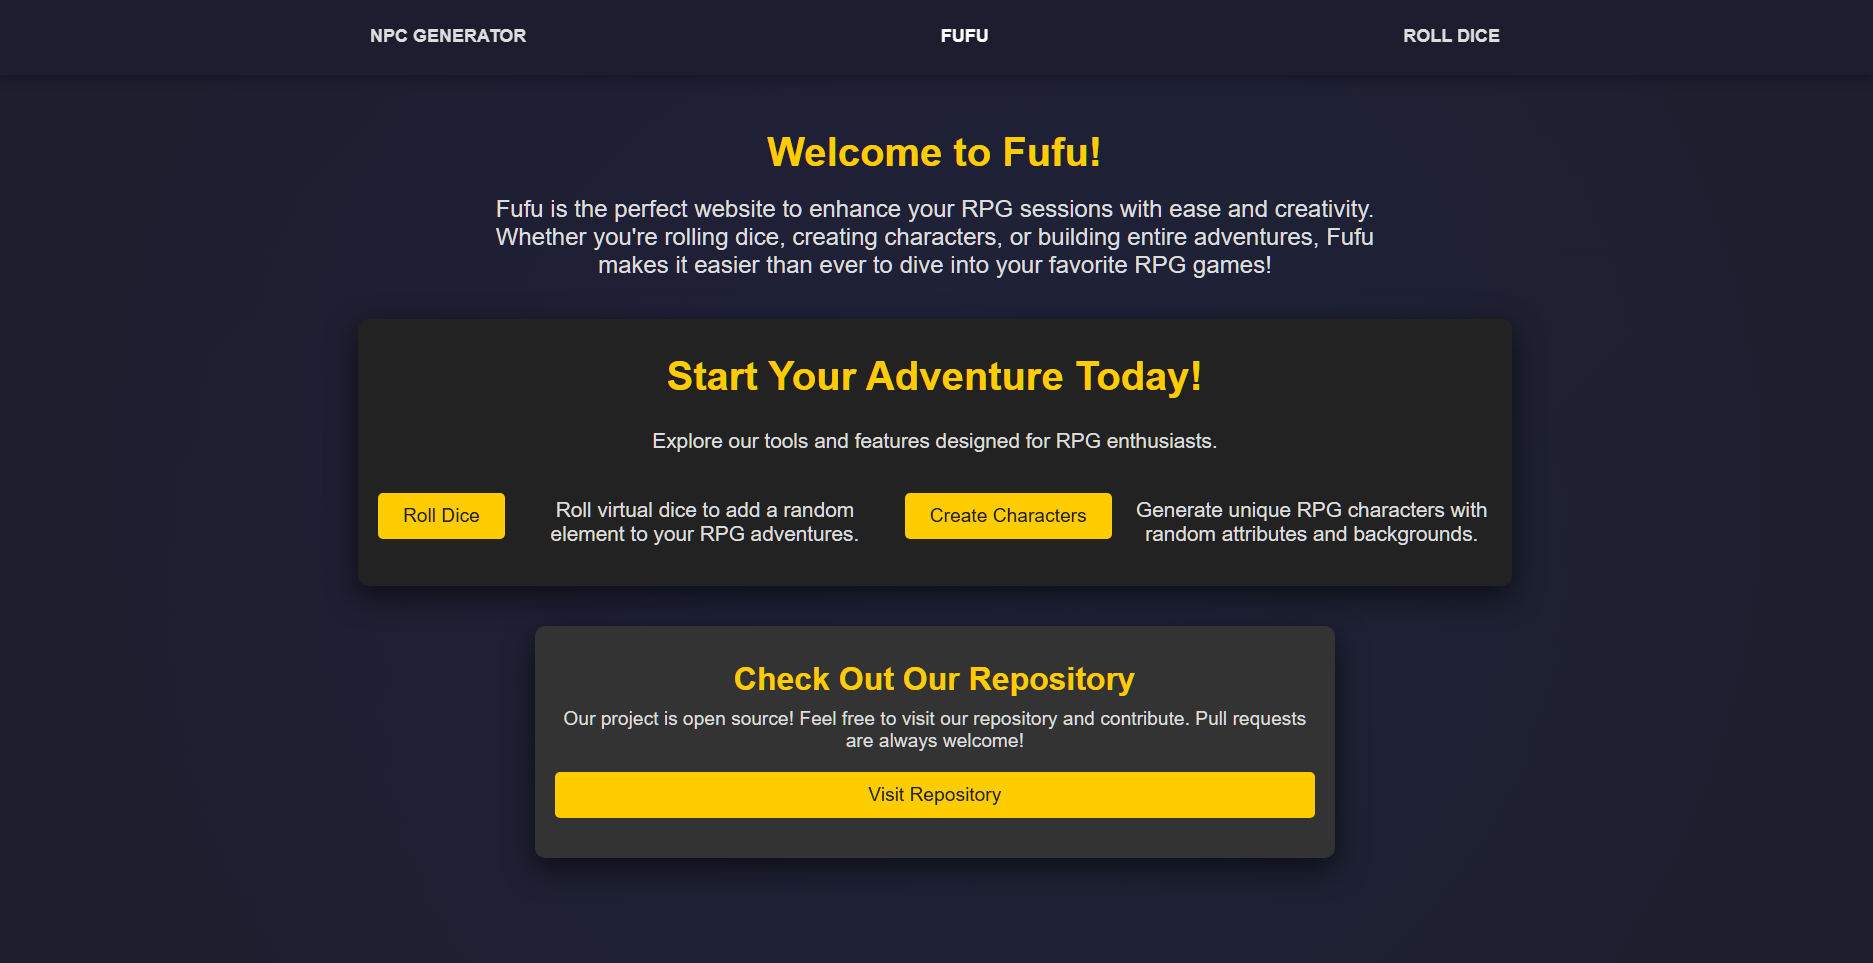 NPC GENERATOR
FUFU
ROLL DICE
Welcome to Fufu!
Fufu is the perfect website to enhance your RPG sessions with ease and creativity.
Whether you're rolling dice, creating characters, or building entire adventures, Fufu
makes it easier than ever to dive into your favorite RPG games!
Start Your Adventure Today!
Explore our tools and features designed for RPG enthusiasts.
Roll Dice
Roll virtual dice to add a random
element to your RPG adventures.
Create Characters
Generate unique RPG characters with
random attributes and backgrounds.
Check Out Our Repository
Our project is open source! Feel free to visit our repository and contribute. Pull requests
are always welcome!
Visit Repository